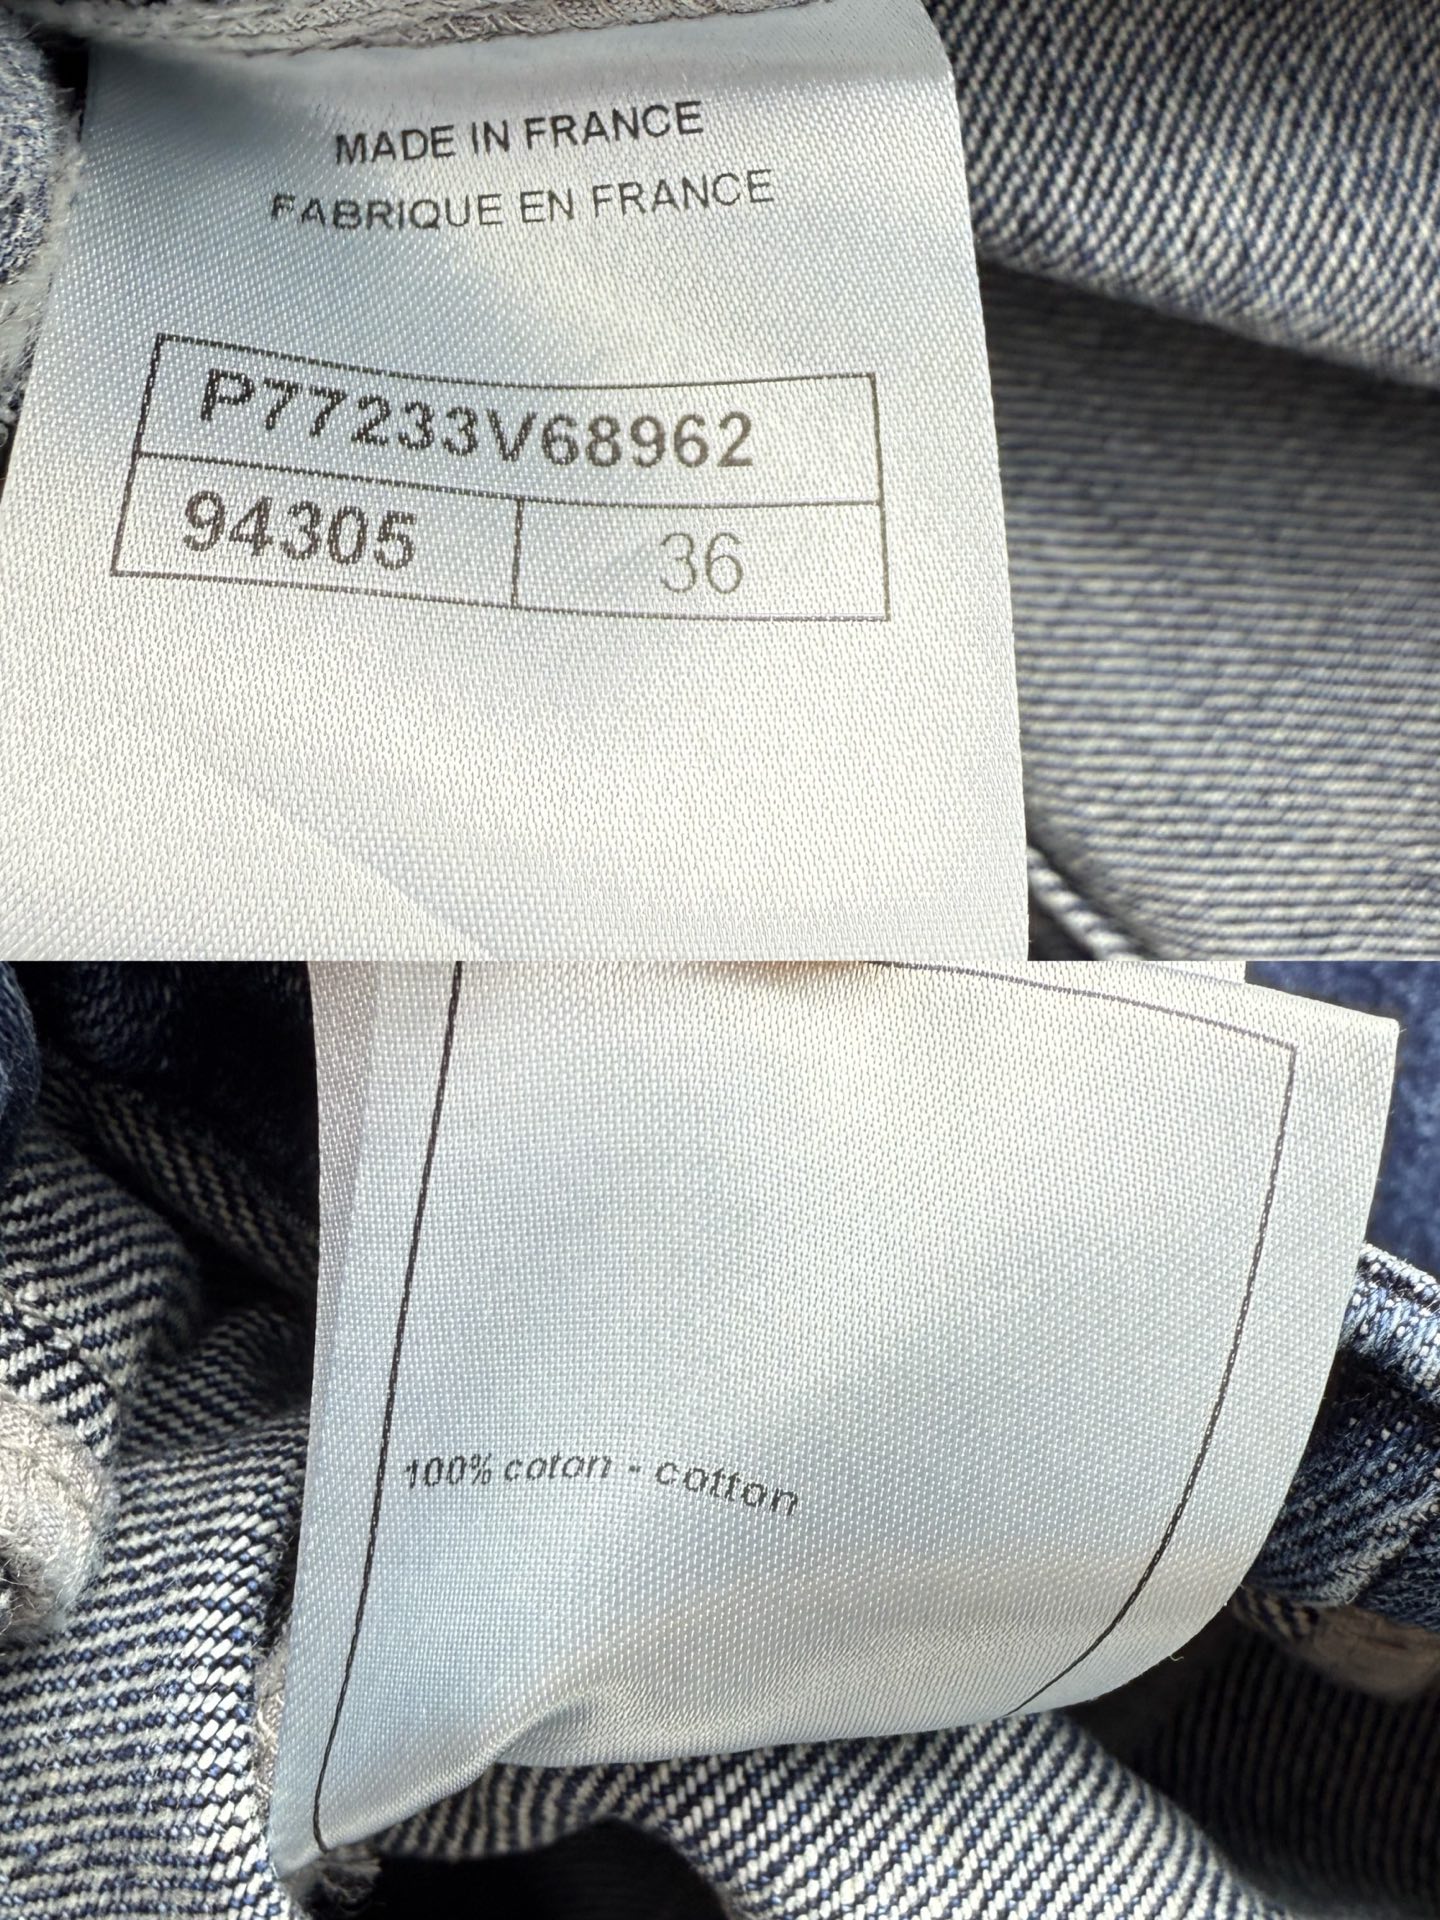 MADE IN FRANCE
FABRIQUE EN FRANCE
P77233V68962
94305 36
100% coton - cotton